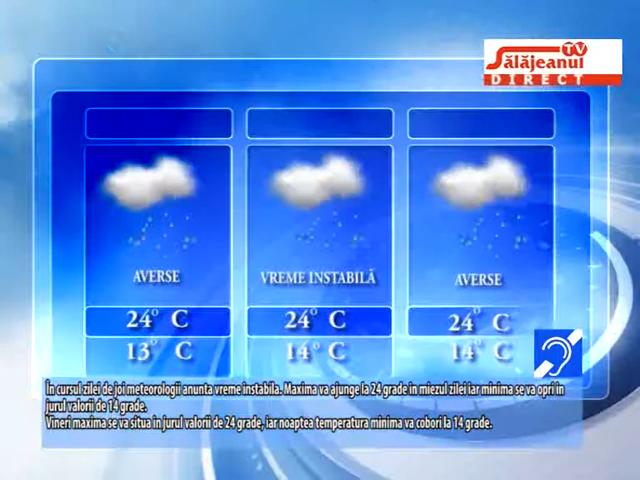 Sălăjeanul TV
DIRECT
AVERSE
VREME INSTABILĂ
AVERSE
24° C
24° C
24° C
13° C
14° C
14° C
În cursul zilei de joi meteorologii anunta vreme instabila. Maxima va ajunge la 24 grade in miezul zilei iar minima se va opri in
jurul valorii de 14 grade.
Vineri maxima se va situa in jurul valorii de 24 grade, iar noaptea temperatura minima va cobori la 14 grade.